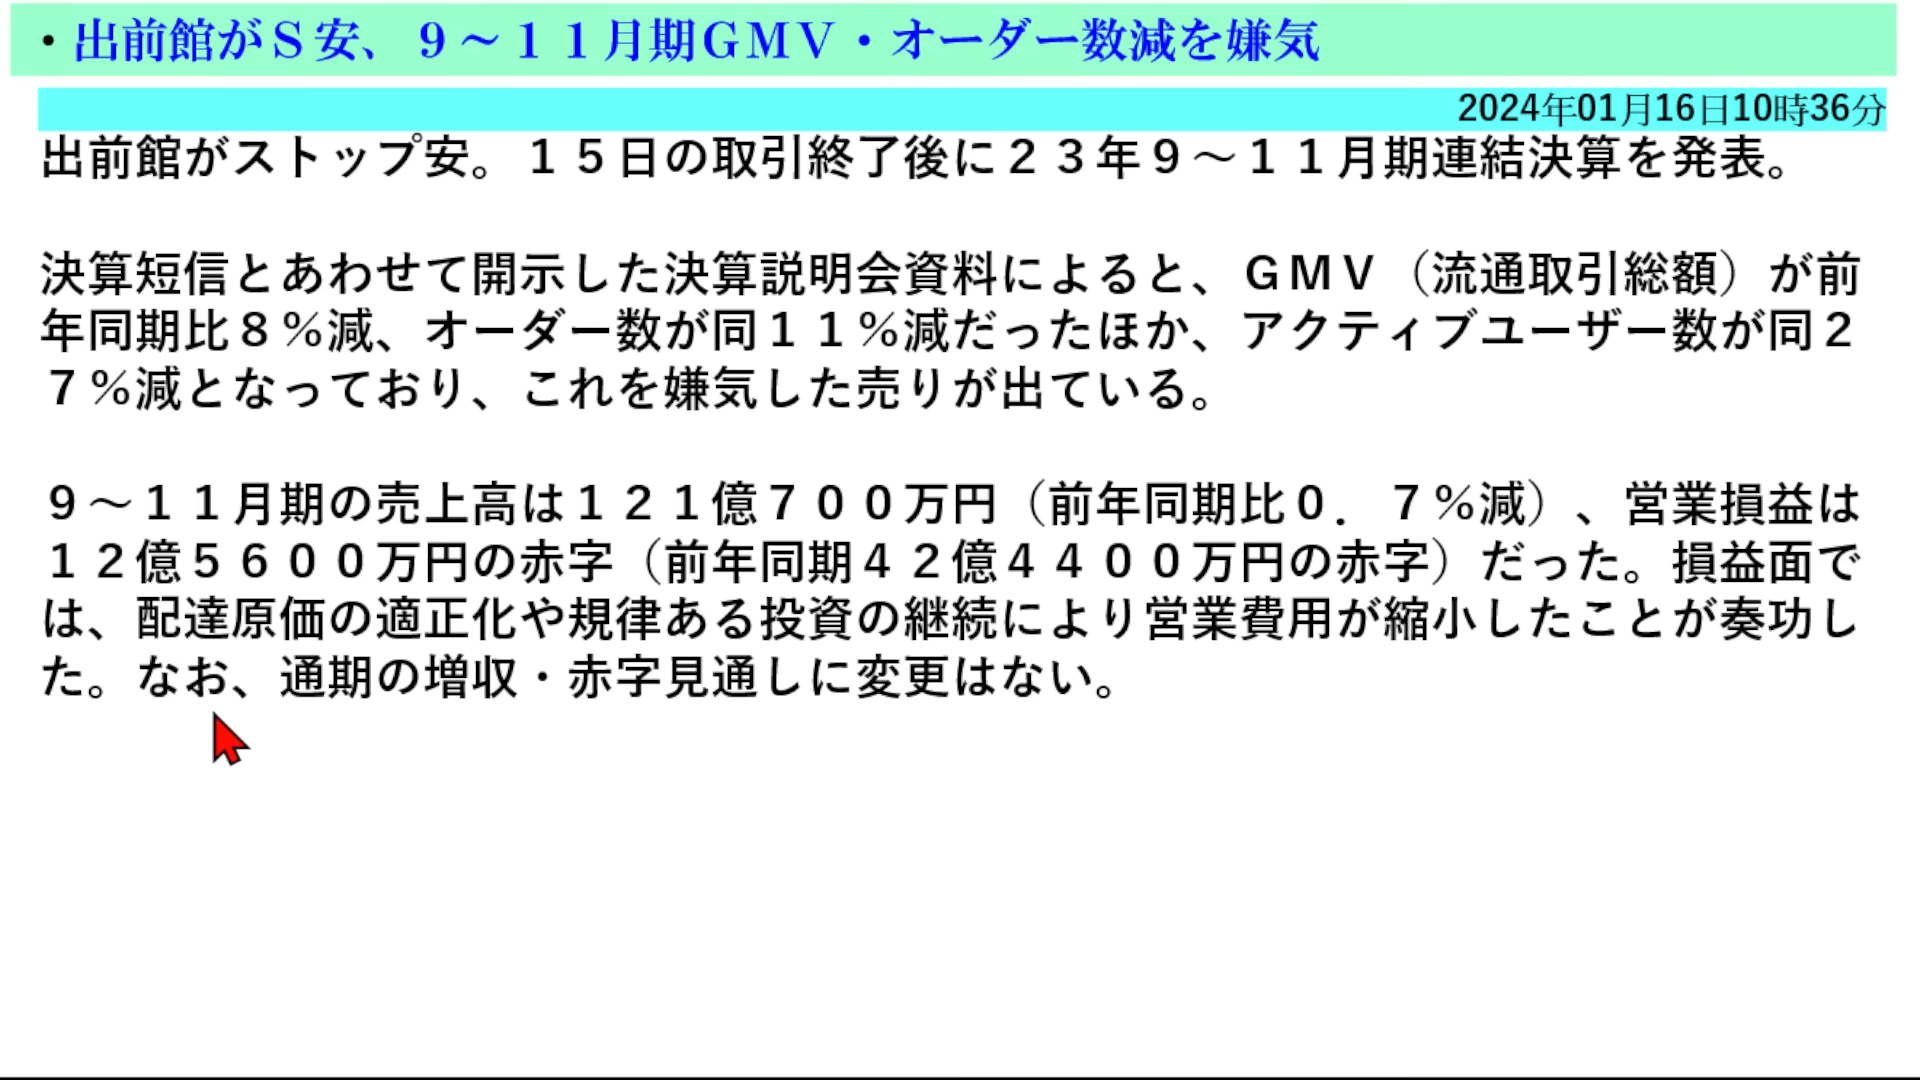 ・出前館がＳ安、９～１１月期ＧＭＶ・オーダー数減を嫌気
2024年01月16日10時36分
出前館がストップ安。１５日の取引終了後に２３年９～１１月期連結決算を発表。
決算短信とあわせて開示した決算説明会資料によると、ＧＭＶ（流通取引総額）が前
年同期比８％減、オーダー数が同１１％減だったほか、アクティブユーザー数が同２
７％減となっており、これを嫌気した売りが出ている。
９～１１月期の売上高は１２１億７００万円（前年同期比０．７％減）、営業損益は
１２億５６００万円の赤字（前年同期４２億４４００万円の赤字）だった。損益面で
は、配達原価の適正化や規律ある投資の継続により営業費用が縮小したことが奏功し
た。なお、通期の増収・赤字見通しに変更はない。